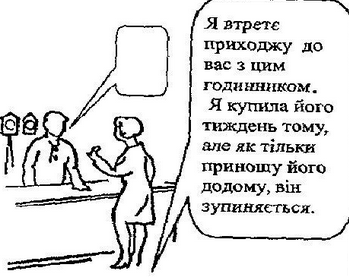 Я втретє
приходжу до
вас з цим
годинником.
Я купила його
тиждень тому,
але як тільки
приношу його
додому, він
зупиняється.